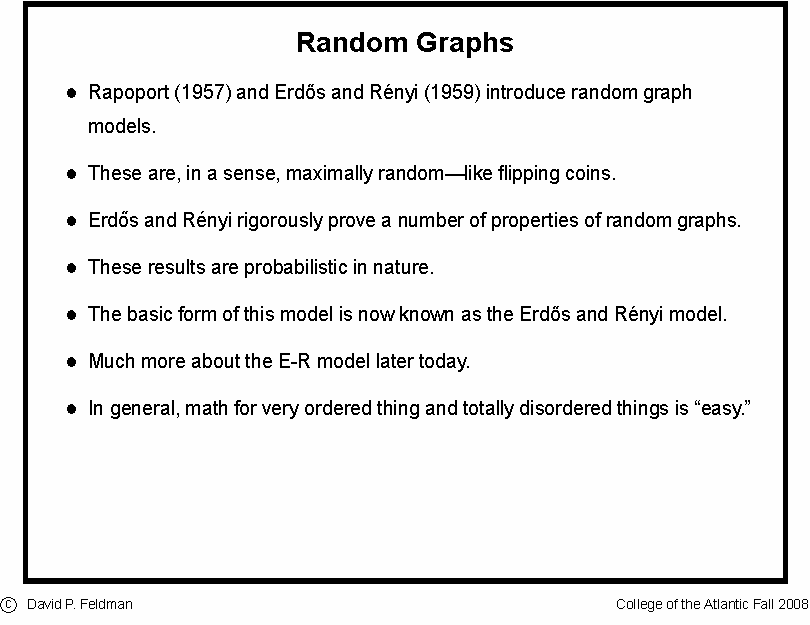 Random Graphs
● Rapoport (1957) and Erdős and Rényi (1959) introduce random graph
models.
● These are, in a sense, maximally random—like flipping coins.
● Erdős and Rényi rigorously prove a number of properties of random graphs.
● These results are probabilistic in nature.
● The basic form of this model is now known as the Erdős and Rényi model.
● Much more about the E-R model later today.
● In general, math for very ordered thing and totally disordered things is “easy.”
© David P. Feldman
College of the Atlantic Fall 2008